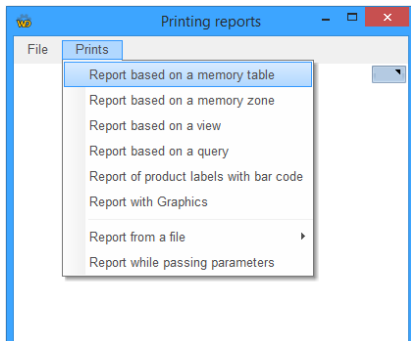 Printing reports
File Prints
Report based on a memory table
Report based on a memory zone
Report based on a view
Report based on a query
Report of product labels with bar code
Report with Graphics
Report from a file
Report while passing parameters